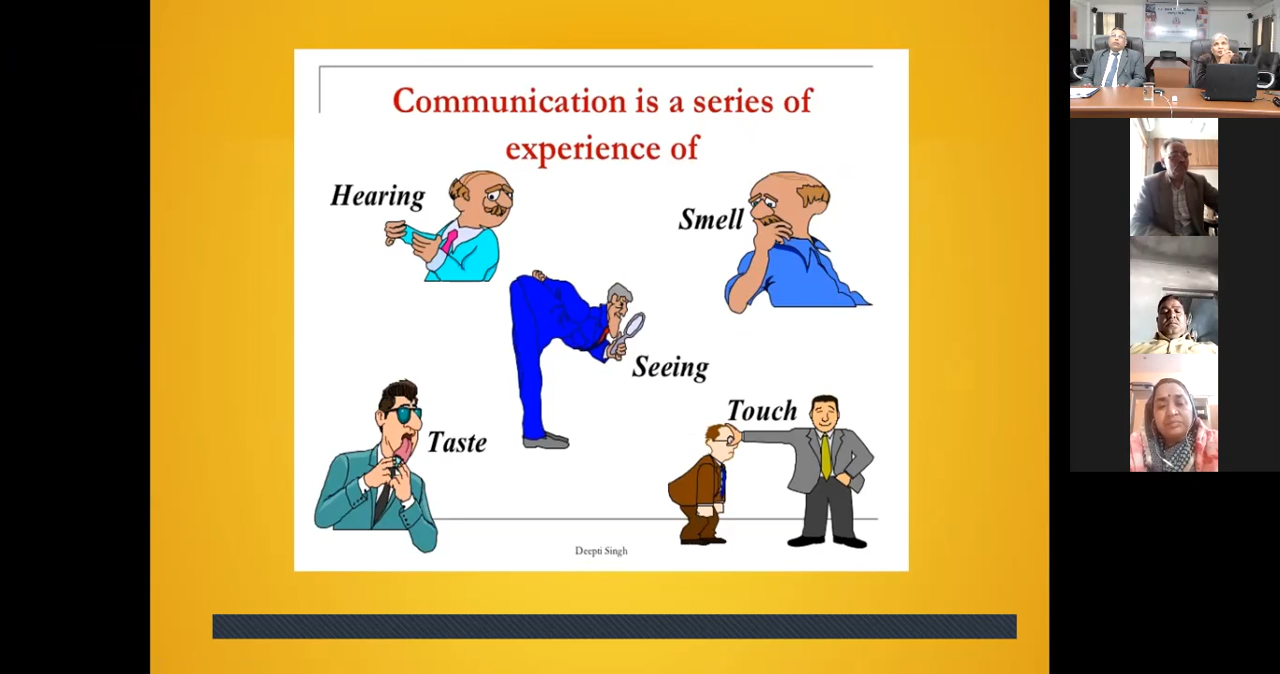 Communication is a series of
experience of
Hearing
Smell
Seeing
Touch
Taste
Deepti Singh